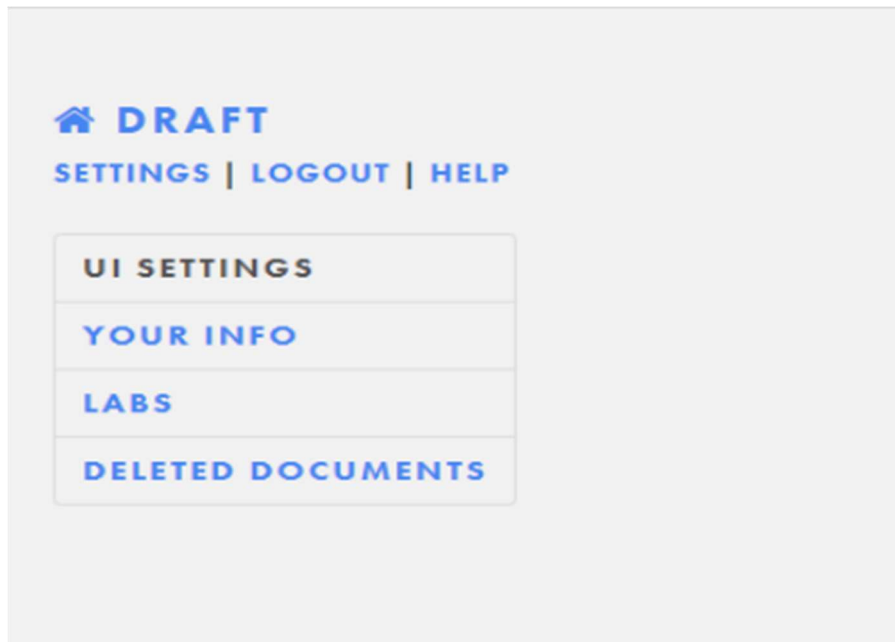 DRAFT
SETTINGS | LOGOUT | HELP
UI SETTINGS
YOUR INFO
LABS
DELETED DOCUMENTS